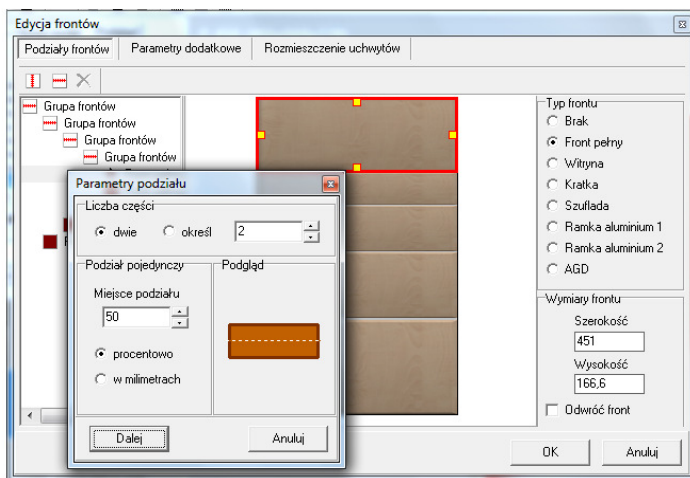 Edycja frontów
Podziały frontów Parametry dodatkowe Rozmieszczenie uchwytów
Grupa frontów
Grupa frontów
Grupa frontów
Grupa frontów
Typ frontu
Brak
Front pełny
Witryna
Kratka
Szuflada
Ramka aluminium 1
Ramka aluminium 2
AGD
Wymiary frontu
Szerokość
451
Wysokość
166,6
Odwróć front
OK Anuluj
Parametry podziału
Liczba części
dwie określ 2
Podział pojedynczy Podgląd
Miejsce podziału
50
procentowo
w milimetrach
Dalej Anuluj